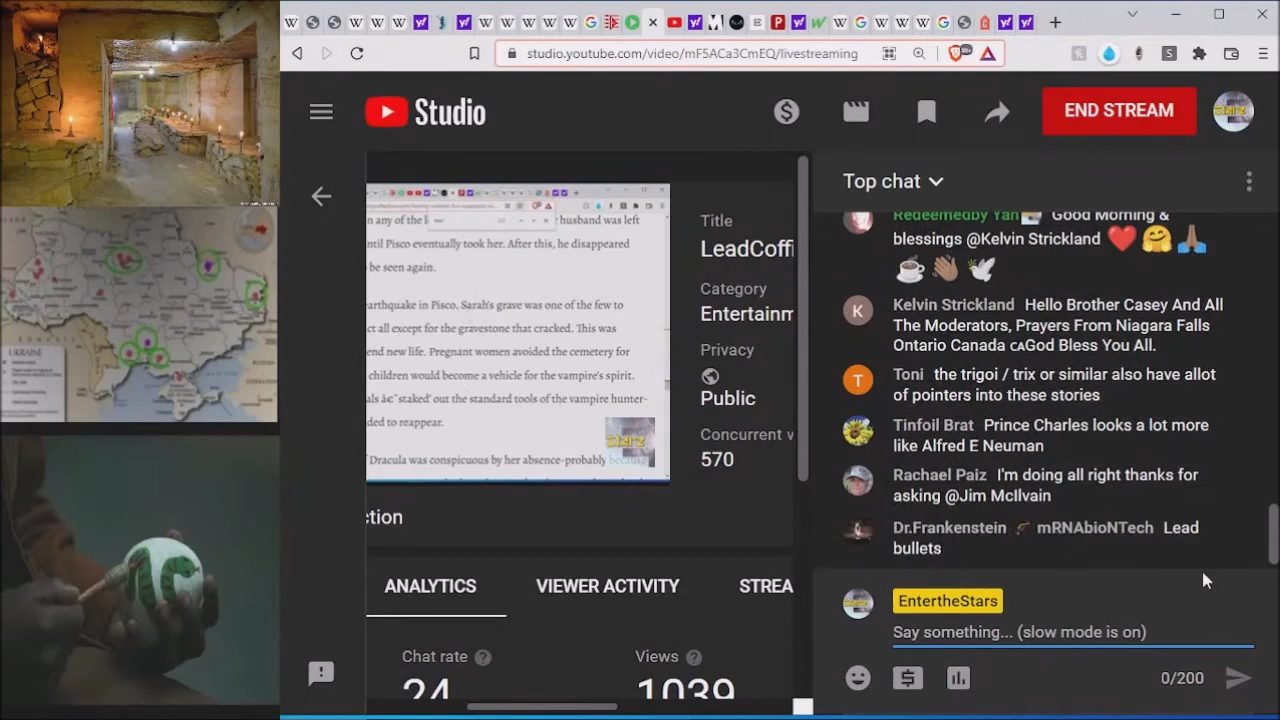 studio.youtube.com/video/mF5ACa3CmEQ/livestreaming
Studio
END STREAM
Top chat
husband was left
ntil Pisco eventually took her. After this, he disappeared
o be seen again.
earthquake in Pisco. Sarah's grave was one of the few to
ct all except for the gravestone that cracked. This was
end new life. Pregnant women avoided the cemetery for
children would become a vehicle for the vampire's spirit.
als â€˜staked' out the standard tools of the vampire hunter-
ded to reappear.
Dracula was conspicuous by her absence-probably because
Title
LeadCoffi
Category
Entertainm
Privacy
Public
Concurrent v
570
ction
ANALYTICS
VIEWER ACTIVITY
STREA
Chat rate
24
Views
1039
Redeemedby Yah Good Morning &
blessings @Kelvin Strickland
Kelvin Strickland Hello Brother Casey And All
The Moderators, Prayers From Niagara Falls
Ontario Canada ᴄᴀGod Bless You All.
Toni the trigoi / trix or similar also have allot
of pointers into these stories
Tinfoil Brat Prince Charles looks a lot more
like Alfred E Neuman
Rachael Paiz I'm doing all right thanks for
asking @Jim McIlvain
Dr.Frankenstein mRNAbioNTech Lead
bullets
EntertheStars
Say something... (slow mode is on)
0/200
UKRAINE